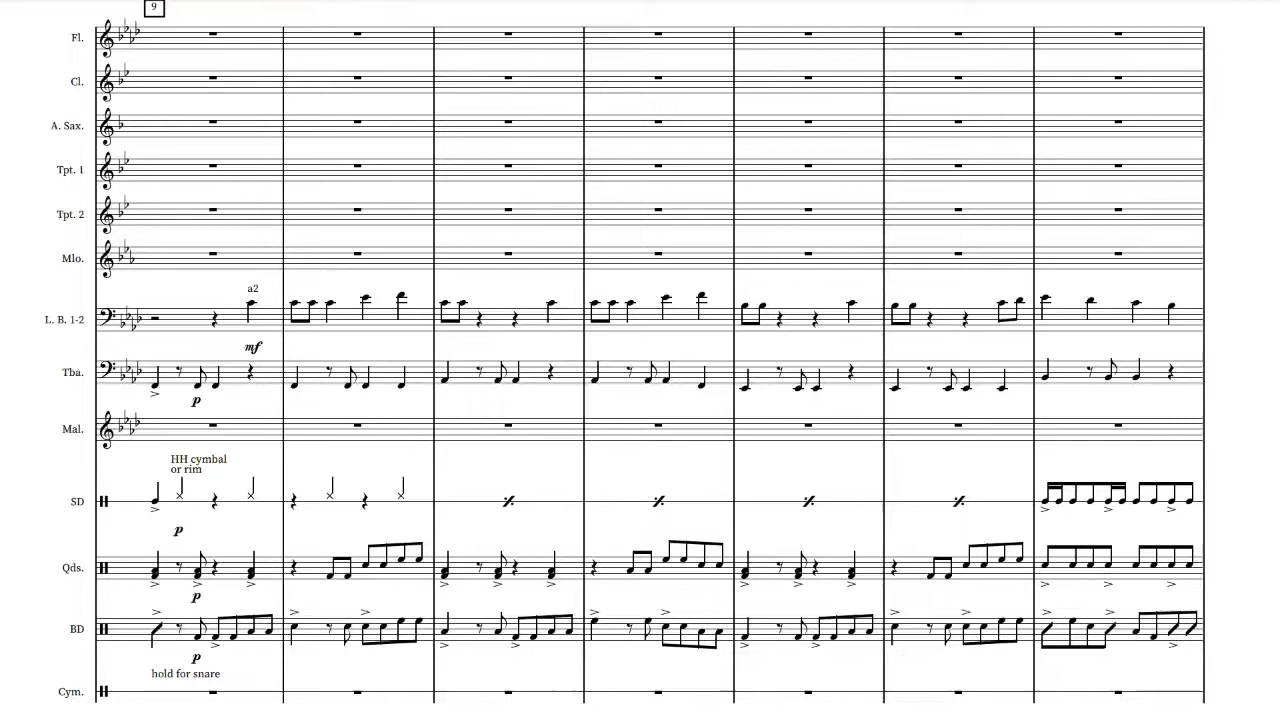 9
Fl.
Cl.
A. Sax.
Tpt. 1
Tpt. 2
Mlo.
a2
L. B. 1-2
mf
Tba.
p
Mal.
HH cymbal
or rim
SD
p
Qds.
p
BD
p
hold for snare
Cym.